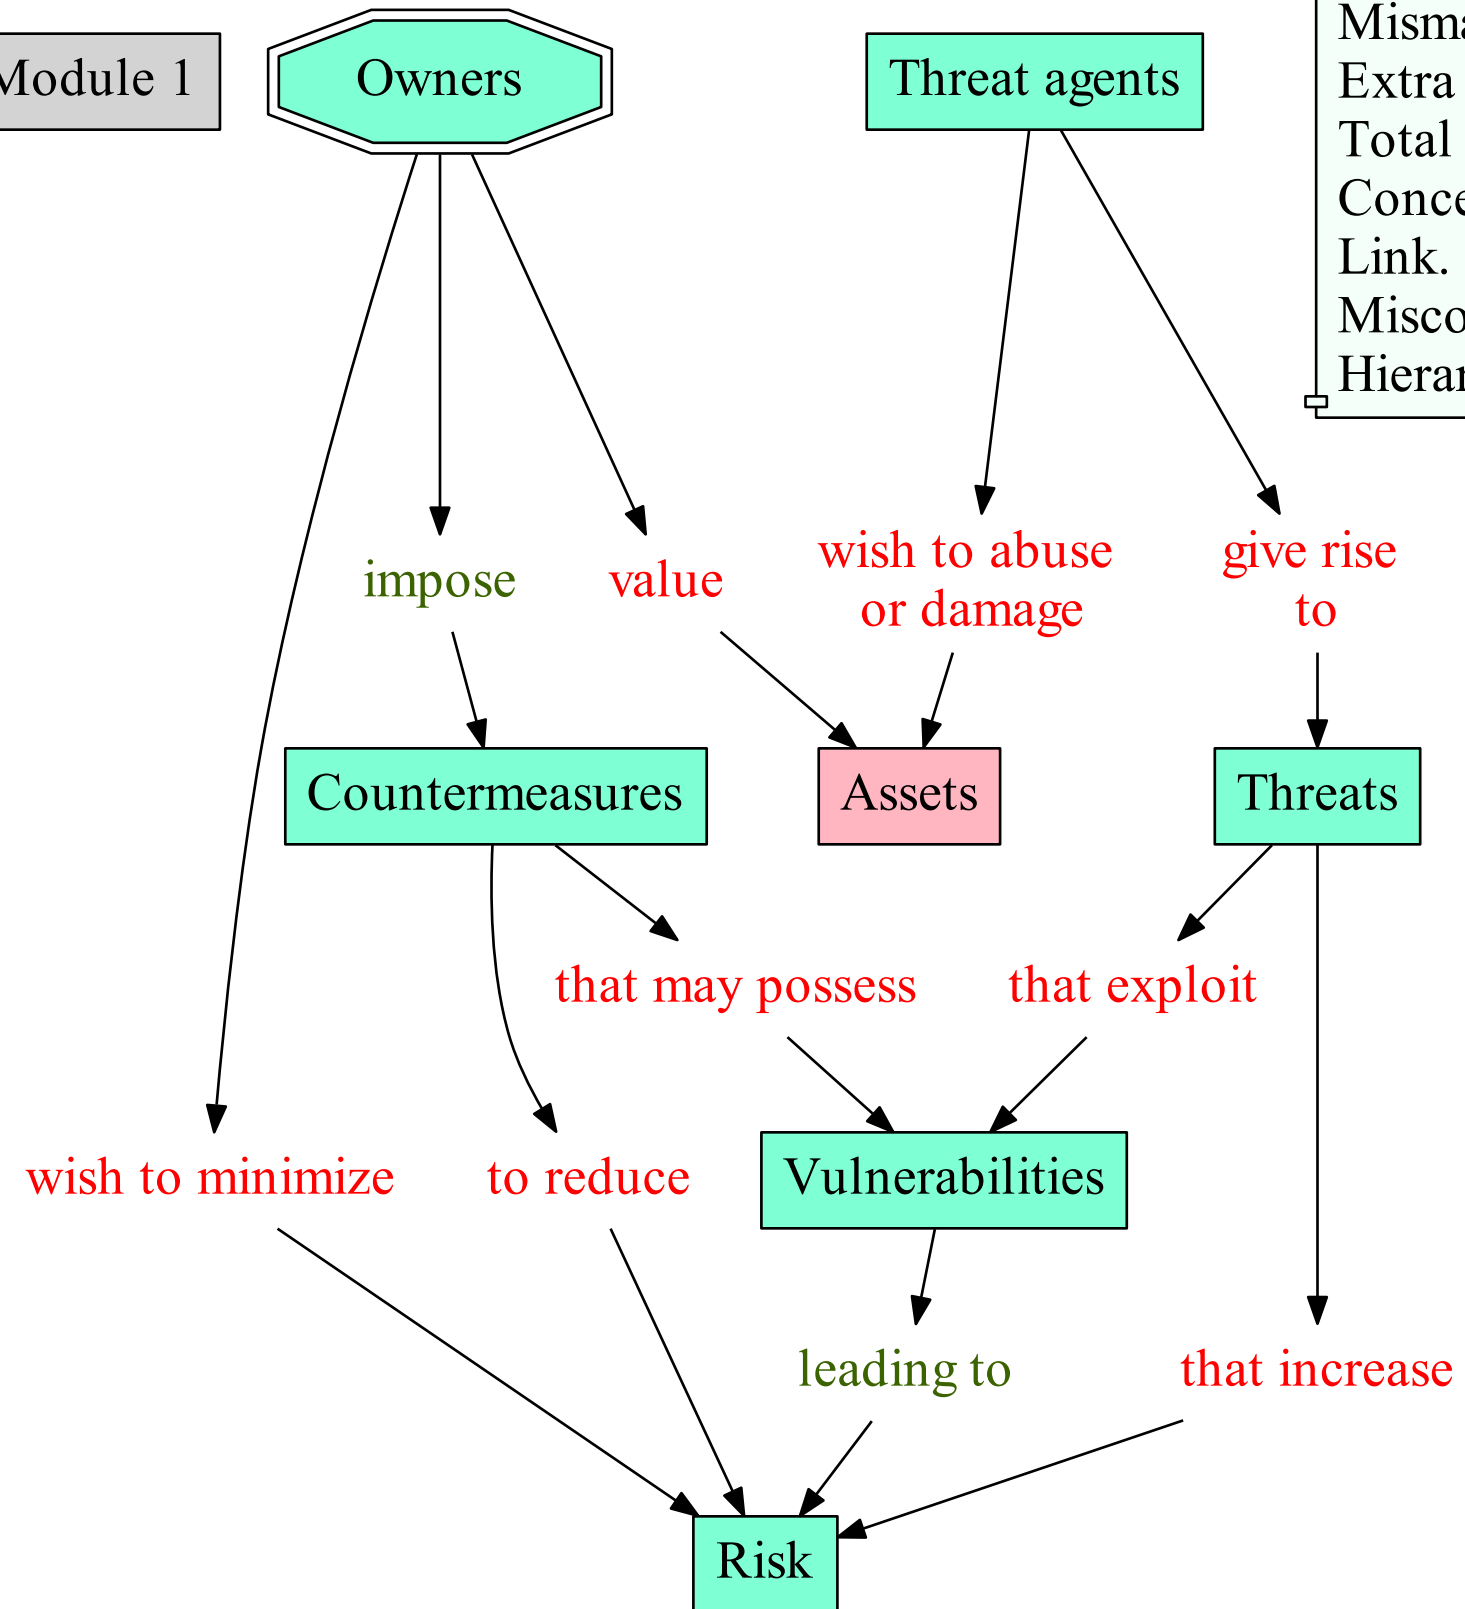 Module 1
Owners
Threat agents
Extra
Total
Link.
impose
value
wish to abuse
or damage
give rise
to
Countermeasures
Assets
Threats
that may possess
that exploit
wish to minimize
to reduce
Vulnerabilities
leading to
that increase
Risk